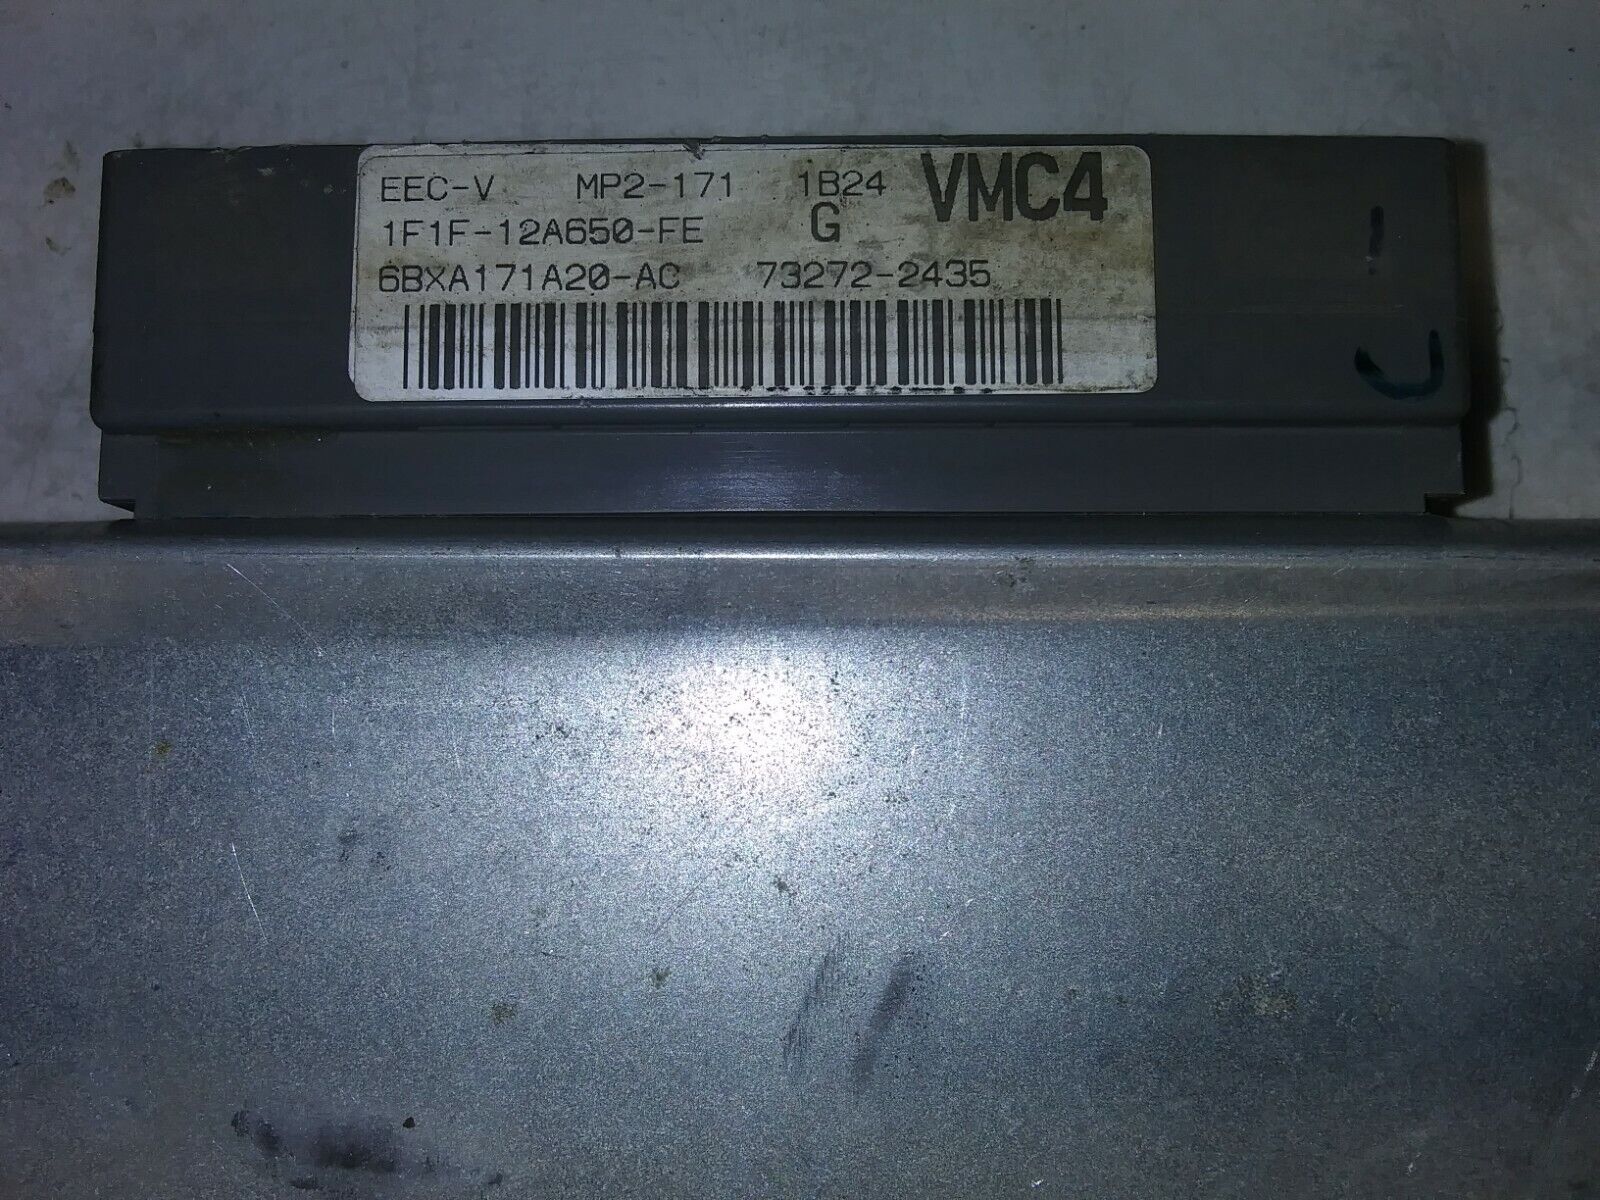 EEC-V MP2-171 1B24 VMC4
1F1F-12A650-FE G
6BXA171A20-AC 73272-2435